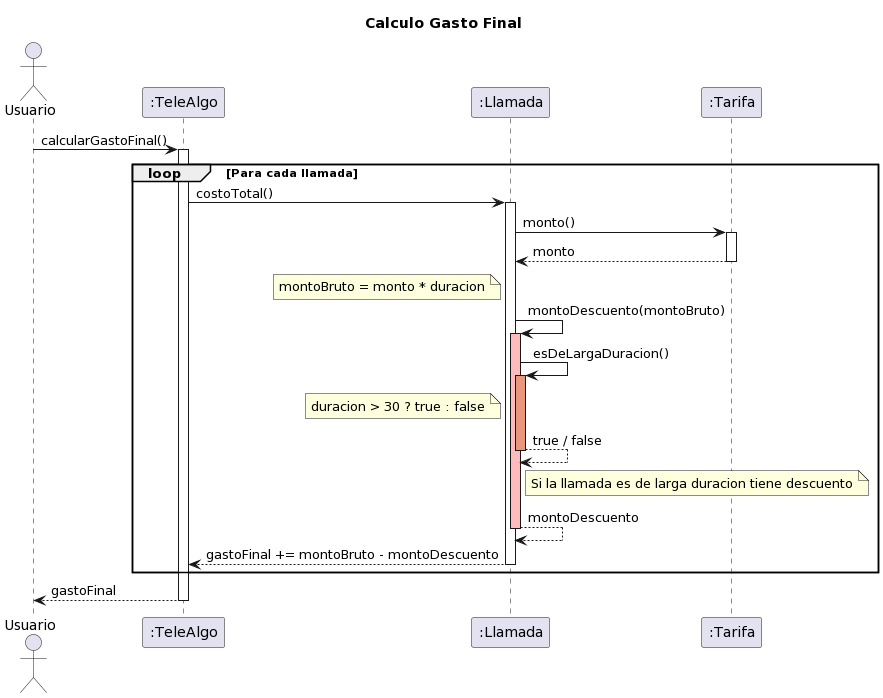 Calculo Gasto Final
Usuario
:TeleAlgo
:Llamada
:Tarifa
calcularGastoFinal()
loop
[Para cada llamada]
costoTotal()
monto()
monto
montoBruto = monto * duracion
montoDescuento(montoBruto)
esDeLargaDuracion()
duracion > 30 ? true : false
true / false
Si la llamada es de larga duracion tiene descuento
montoDescuento
gastoFinal += montoBruto - montoDescuento
gastoFinal
Usuario
:TeleAlgo
:Llamada
:Tarifa